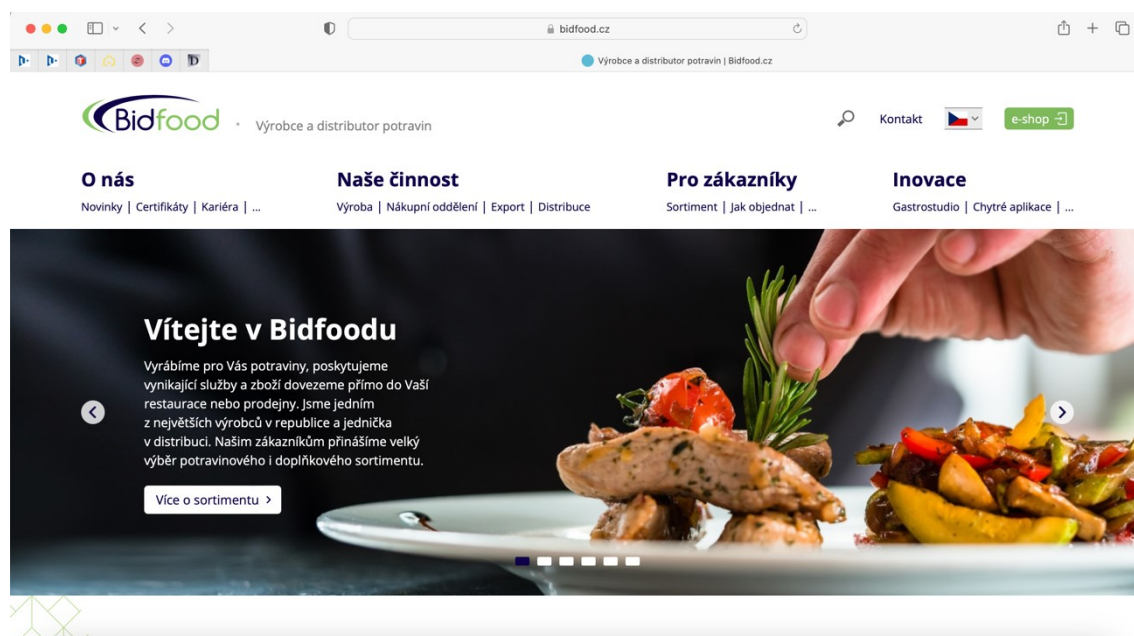 bidfood.cz
Výrobce a distributor potravin | Bidfood.cz
Bidfood
Výrobce a distributor potravin
Kontakt
e-shop
O nás
Novinky | Certifikáty | Kariéra | ...
Naše činnost
Výroba | Nákupní oddělení | Export | Distribuce
Pro zákazníky
Sortiment | Jak objednat | ...
Inovace
Gastrostudio | Chytré aplikace | ...
Vítejte v Bidfoodu
Vyrábíme pro Vás potraviny, poskytujeme
vynikající služby a zboží dovezeme přímo do Vaší
restaurace nebo prodejny. Jsme jedním
z největších výrobců v republice a jednička
v distribuci. Našim zákazníkům přinášíme velký
výběr potravinového i doplňkového sortimentu.
Více o sortimentu